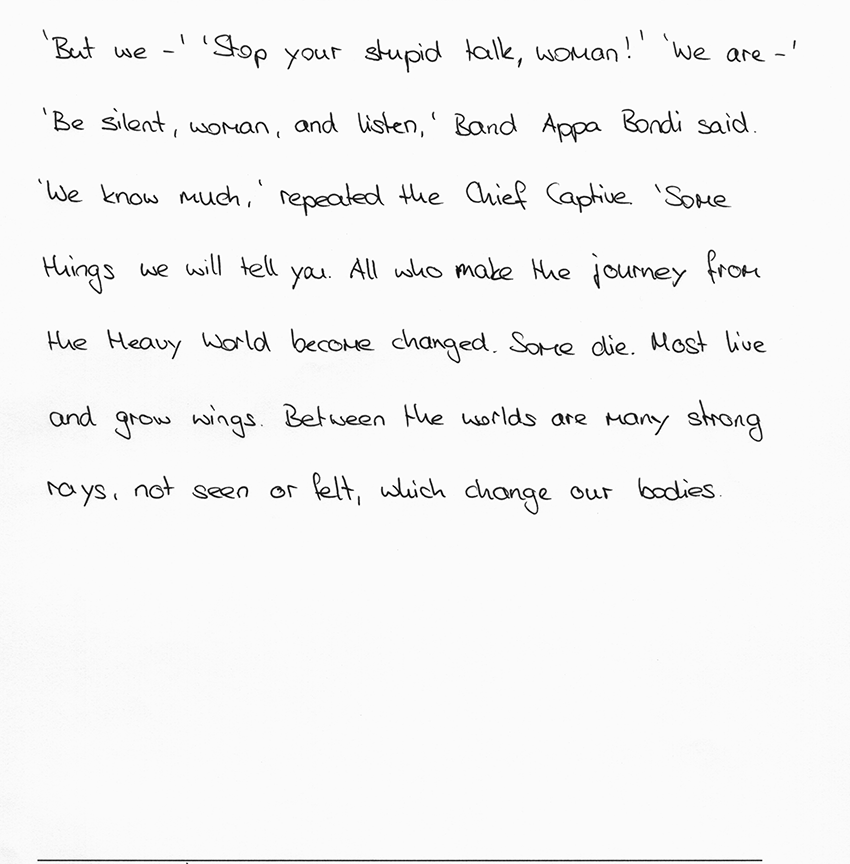 'But we -' 'Stop your stupid talk, woman!' 'We are -'
'Be silent, woman, and listen,' Band Appa Bondi said.
'We know much,' repeated the Chief Captive. 'Some
things we will tell you. All who make the journey from
the Heavy World become changed. Some die. Most live
and grow wings. Between the worlds are many strong
rays, not seen or felt, which change our bodies.